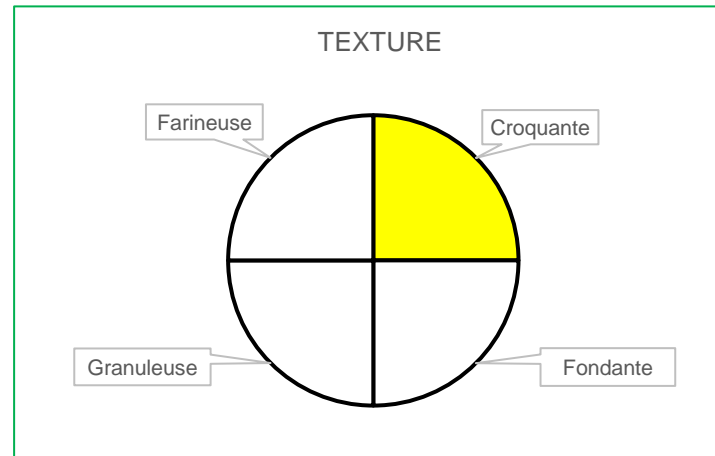 TEXTURE
Farineuse
Croquante
Granuleuse
Fondante